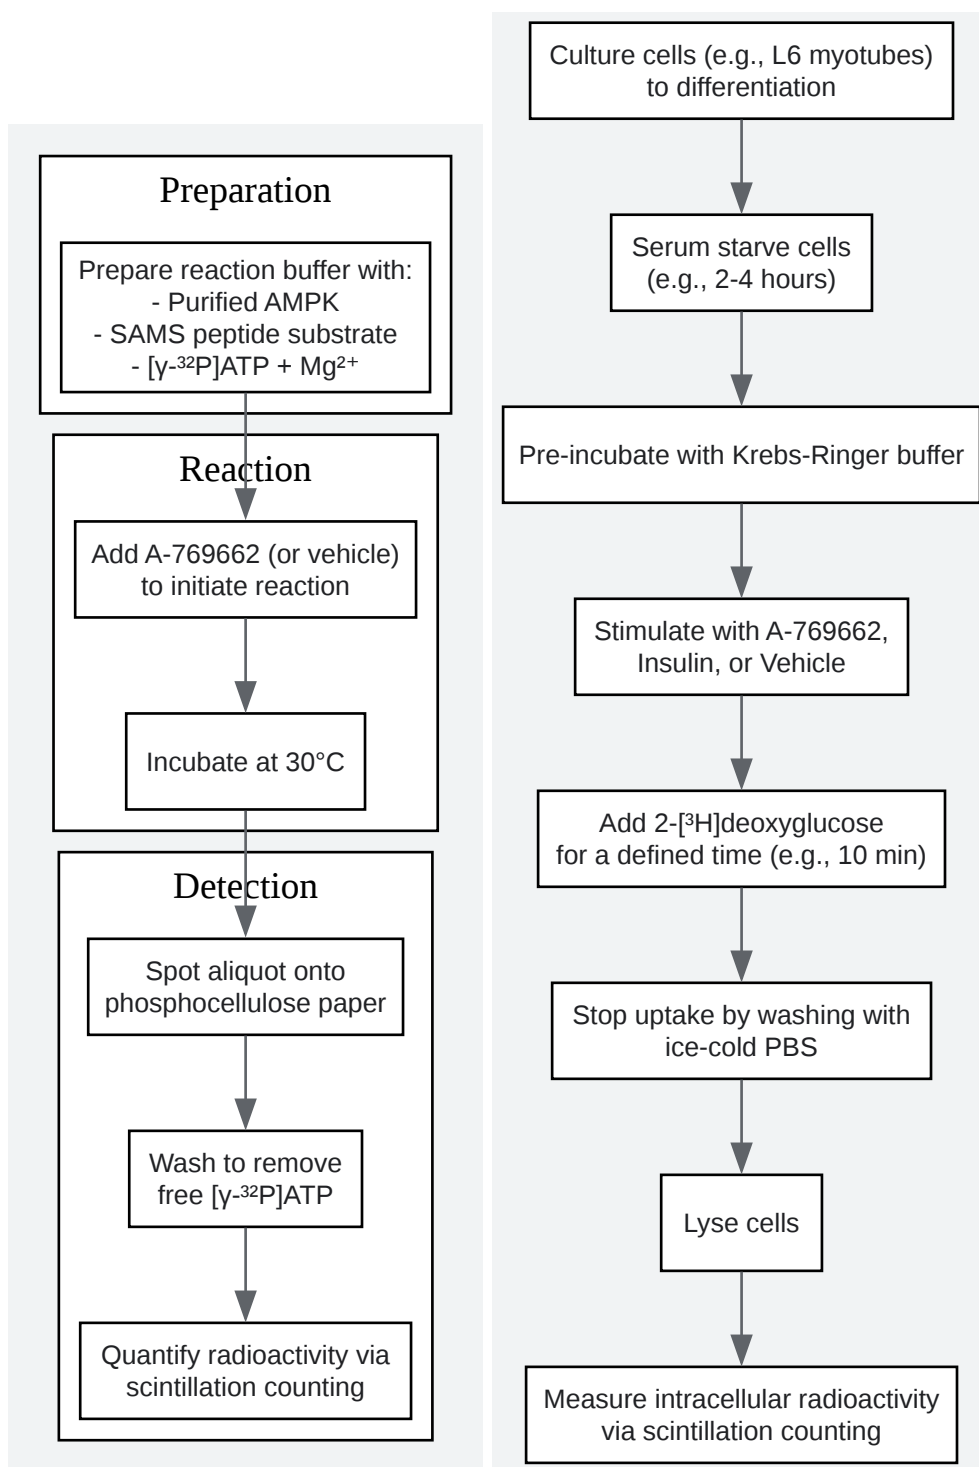 Preparation
Prepare reaction buffer with:
- Purified AMPK
- SAMS peptide substrate
- [γ-³²P]ATP + Mg²⁺
Reaction
Add A-769662 (or vehicle)
to initiate reaction
Incubate at 30°C
Detection
Spot aliquot onto
phosphocellulose paper
Wash to remove
free [γ-³²P]ATP
Quantify radioactivity via
scintillation counting
Culture cells (e.g., L6 myotubes)
to differentiation
Serum starve cells
(e.g., 2-4 hours)
Pre-incubate with Krebs-Ringer buffer
Stimulate with A-769662,
Insulin, or Vehicle
Add 2-[³H]deoxyglucose
for a defined time (e.g., 10 min)
Stop uptake by washing with
ice-cold PBS
Lyse cells
Measure intracellular radioactivity
via scintillation counting